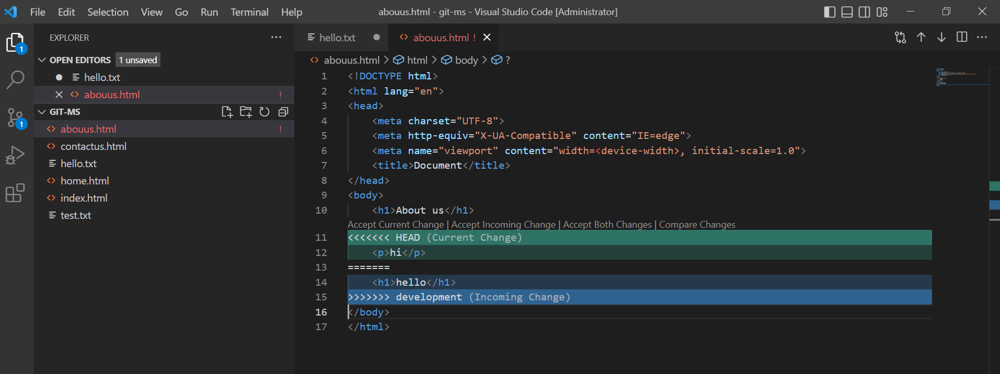 File Edit Selection View Go Run Terminal Help
abouus.html - git-ms - Visual Studio Code [Administrator]
1
1
EXPLORER
OPEN EDITORS 1 unsaved
hello.txt
abouus.html !
GIT-MS
abouus.html !
contactus.html
hello.txt
home.html
index.html
test.txt
hello.txt abouus.html !
abouus.html > html > body > ?
1 <!DOCTYPE html>
2 <html lang="en">
3 <head>
4     <meta charset="UTF-8">
5     <meta http-equiv="X-UA-Compatible" content="IE=edge">
6     <meta name="viewport" content="width=<device-width>, initial-scale=1.0">
7     <title>Document</title>
8 </head>
9 <body>
10     <h1>About us</h1>
Accept Current Change | Accept Incoming Change | Accept Both Changes | Compare Changes
11 <<<<<<< HEAD (Current Change)
12     <p>hi</p>
13 =======
14     <h1>hello</h1>
15 >>>>>>> development (Incoming Change)
16 </body>
17 </html>